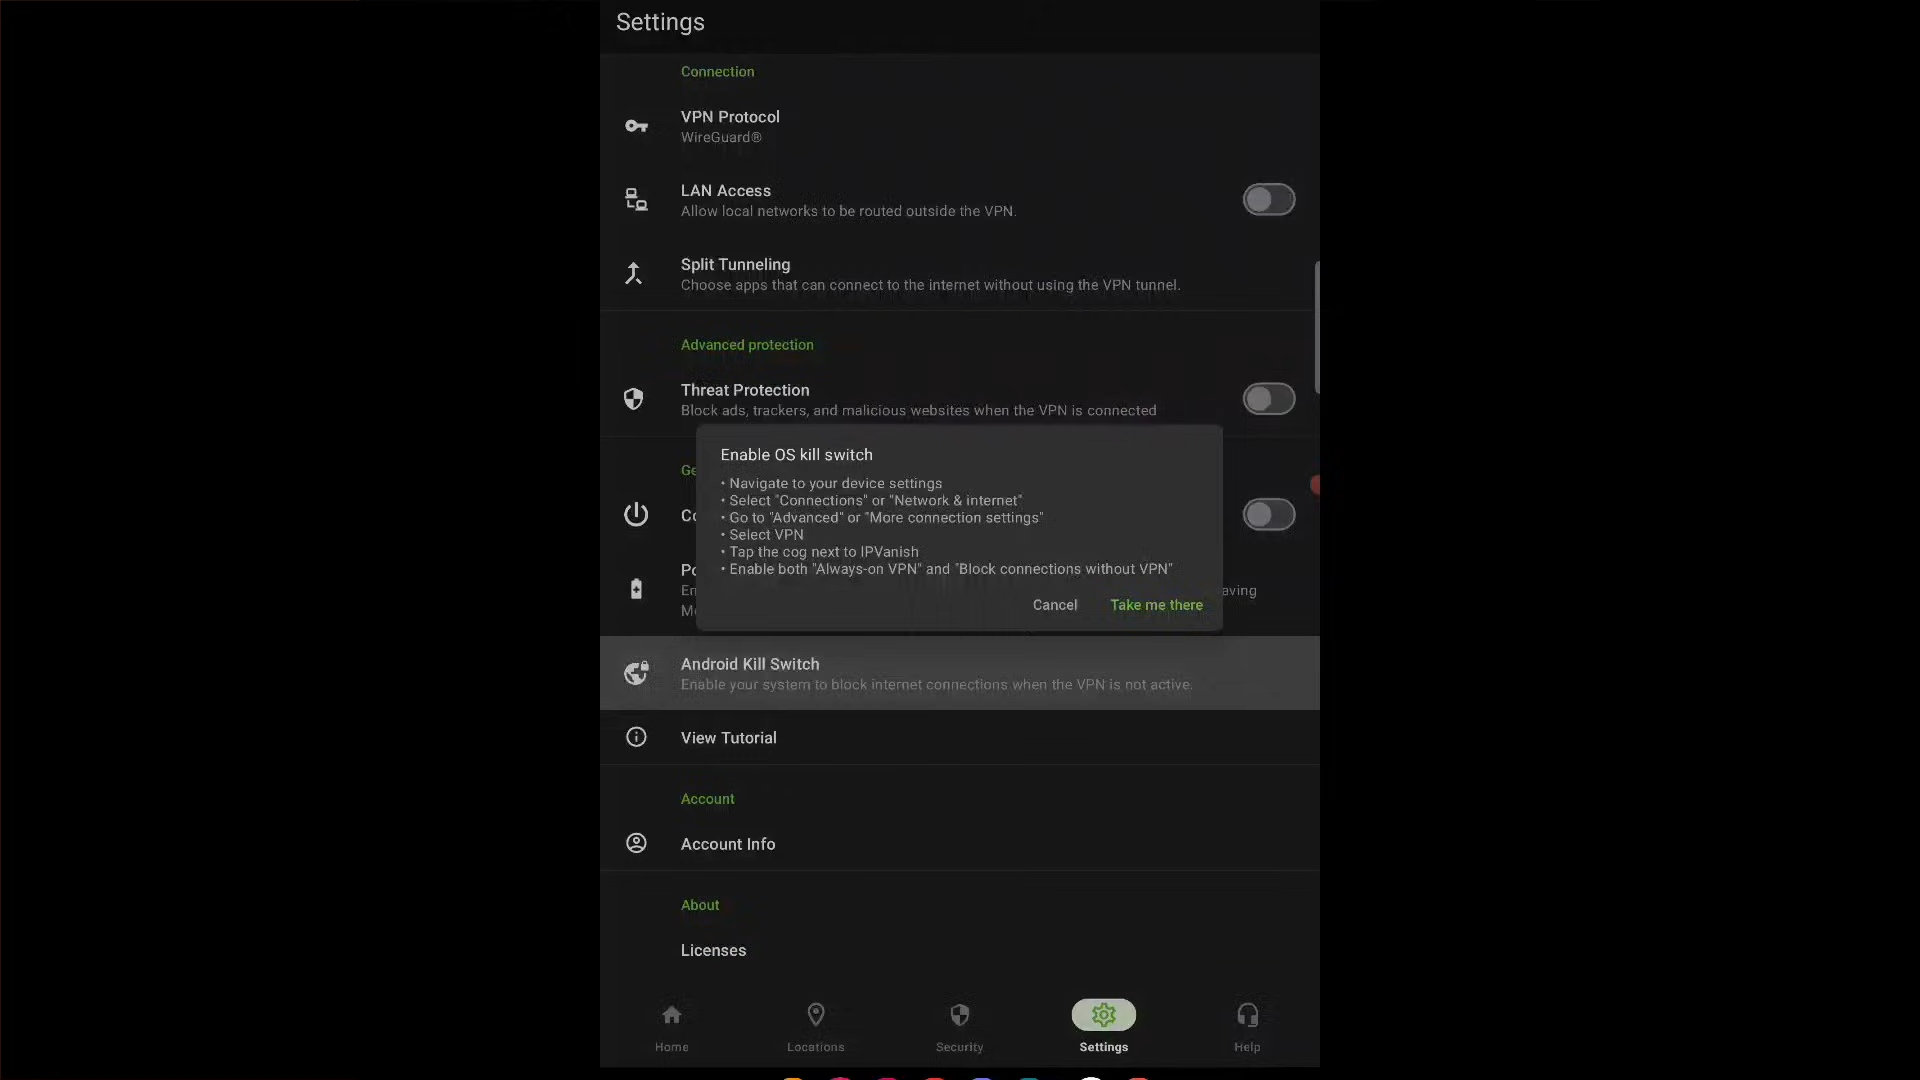 Settings
Connection
VPN Protocol
WireGuard®
LAN Access
Allow local networks to be routed outside the VPN.
Split Tunneling
Choose apps that can connect to the internet without using the VPN tunnel.
Advanced protection
Threat Protection
Block ads, trackers, and malicious websites when the VPN is connected
Ge
Co
Po
En
aving
Mo
Enable OS kill switch
• Navigate to your device settings
• Select "Connections" or "Network & internet"
• Go to "Advanced" or "More connection settings"
• Select VPN
• Tap the cog next to IPVanish
• Enable both "Always-on VPN" and "Block connections without VPN"
Cancel
Take me there
Android Kill Switch
Enable your system to block internet connections when the VPN is not active.
View Tutorial
Account
Account Info
About
Licenses
Home
Locations
Security
Settings
Help